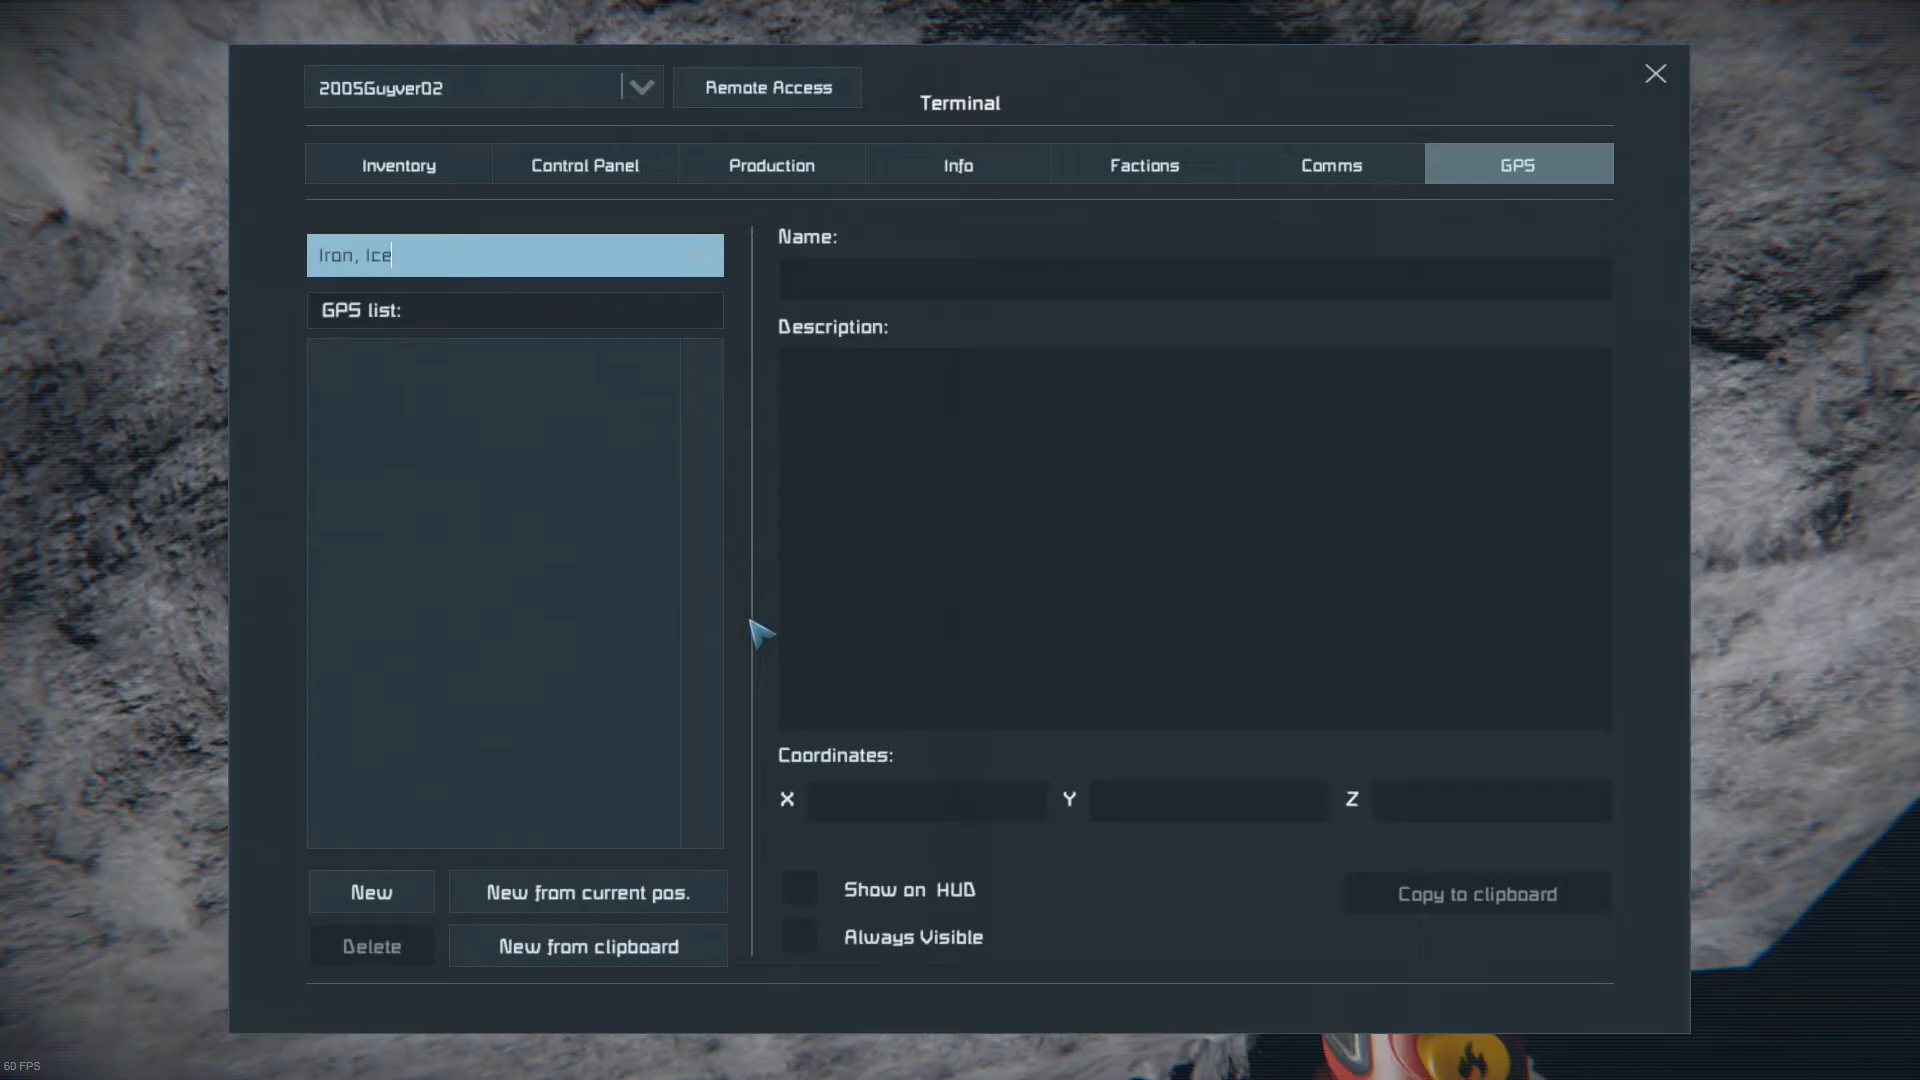 2005Guyver02
Remote Access
Terminal
Inventory
Control Panel
Production
Info
Factions
Comms
GPS
Iron, Ice
GPS list:
Name:
Description:
Coordinates:
X
Y
Z
New
New from current pos.
Delete
New from clipboard
Show on HUD
Always Visible
Copy to clipboard
60 FPS